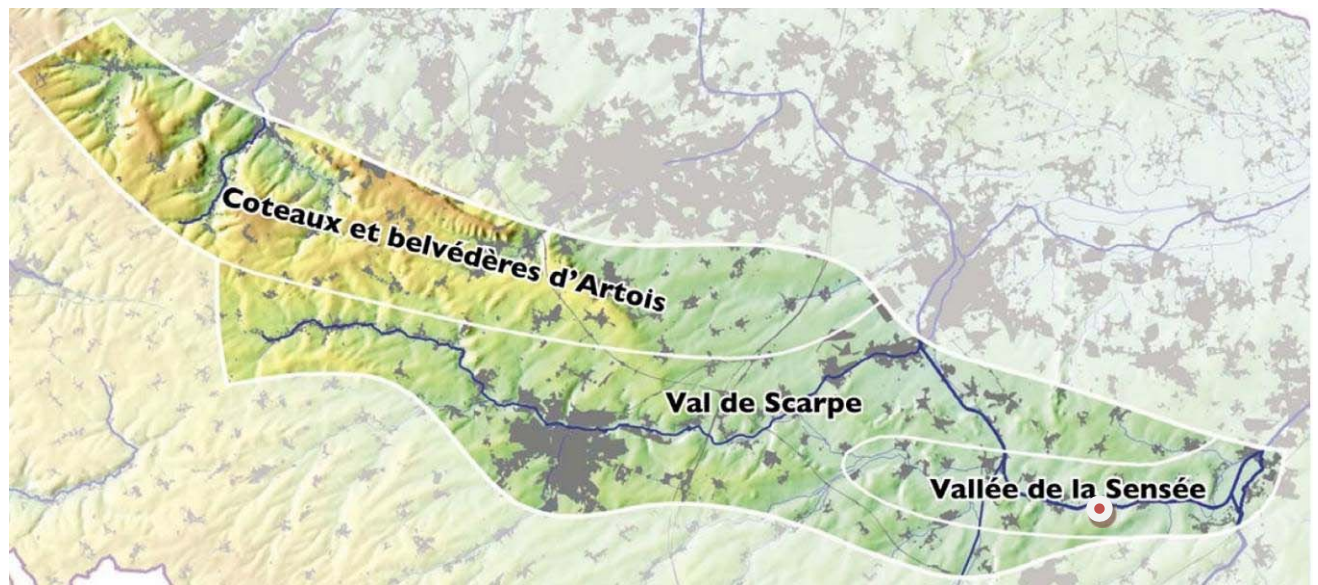 Coteaux et belvédères d'Artois
Val de Scarpe
Vallée de la Sensée